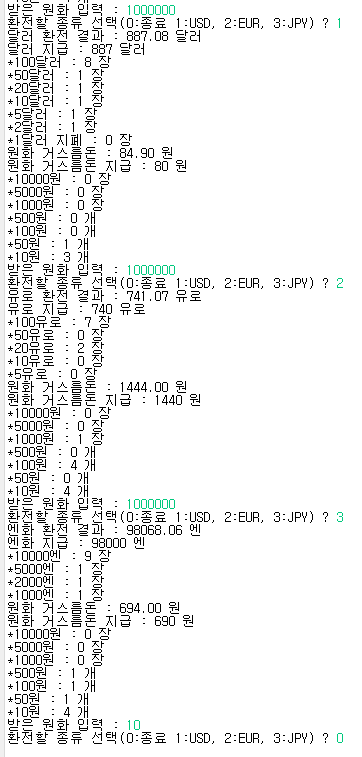 받은 원화 입력 : 1000000
환전할 종류 선택(0:종료 1:USD, 2:EUR, 3:JPY) ? 1
달러 환전 결과 : 887.08 달러
달러 지급 : 887 달러
*100달러 : 8 장
*50달러 : 1 장
*20달러 : 1 장
*10달러 : 1 장
*5달러 : 1 장
*2달러 : 1 장
*1달러 지폐 : 0 장
원화 거스름돈 : 84.90 원
원화 거스름돈 지급 : 80 원
*10000원 : 0 장
*5000원 : 0 장
*1000원 : 0 장
*500원 : 0 개
*100원 : 0 개
*50원 : 1 개
*10원 : 3 개
받은 원화 입력 : 1000000
환전할 종류 선택(0:종료 1:USD, 2:EUR, 3:JPY) ? 2
유로 환전 결과 : 741.07 유로
유로 지급 : 740 유로
*100유로 : 7 장
*50유로 : 0 장
*20유로 : 2 장
*10유로 : 0 장
*5유로 : 0 장
원화 거스름돈 : 1444.00 원
원화 거스름돈 지급 : 1440 원
*10000원 : 0 장
*5000원 : 0 장
*1000원 : 1 장
*500원 : 0 개
*100원 : 4 개
*50원 : 0 개
*10원 : 4 개
받은 원화 입력 : 1000000
환전할 종류 선택(0:종료 1:USD, 2:EUR, 3:JPY) ? 3
엔화 환전 결과 : 98068.06 엔
엔화 지급 : 98000 엔
*10000엔 : 9 장
*5000엔 : 1 장
*2000엔 : 1 장
*1000엔 : 1 장
원화 거스름돈 : 694.00 원
원화 거스름돈 지급 : 690 원
*10000원 : 0 장
*5000원 : 0 장
*1000원 : 0 장
*500원 : 1 개
*100원 : 1 개
*50원 : 1 개
*10원 : 4 개
받은 원화 입력 : 10
환전할 종류 선택(0:종료 1:USD, 2:EUR, 3:JPY) ? 0